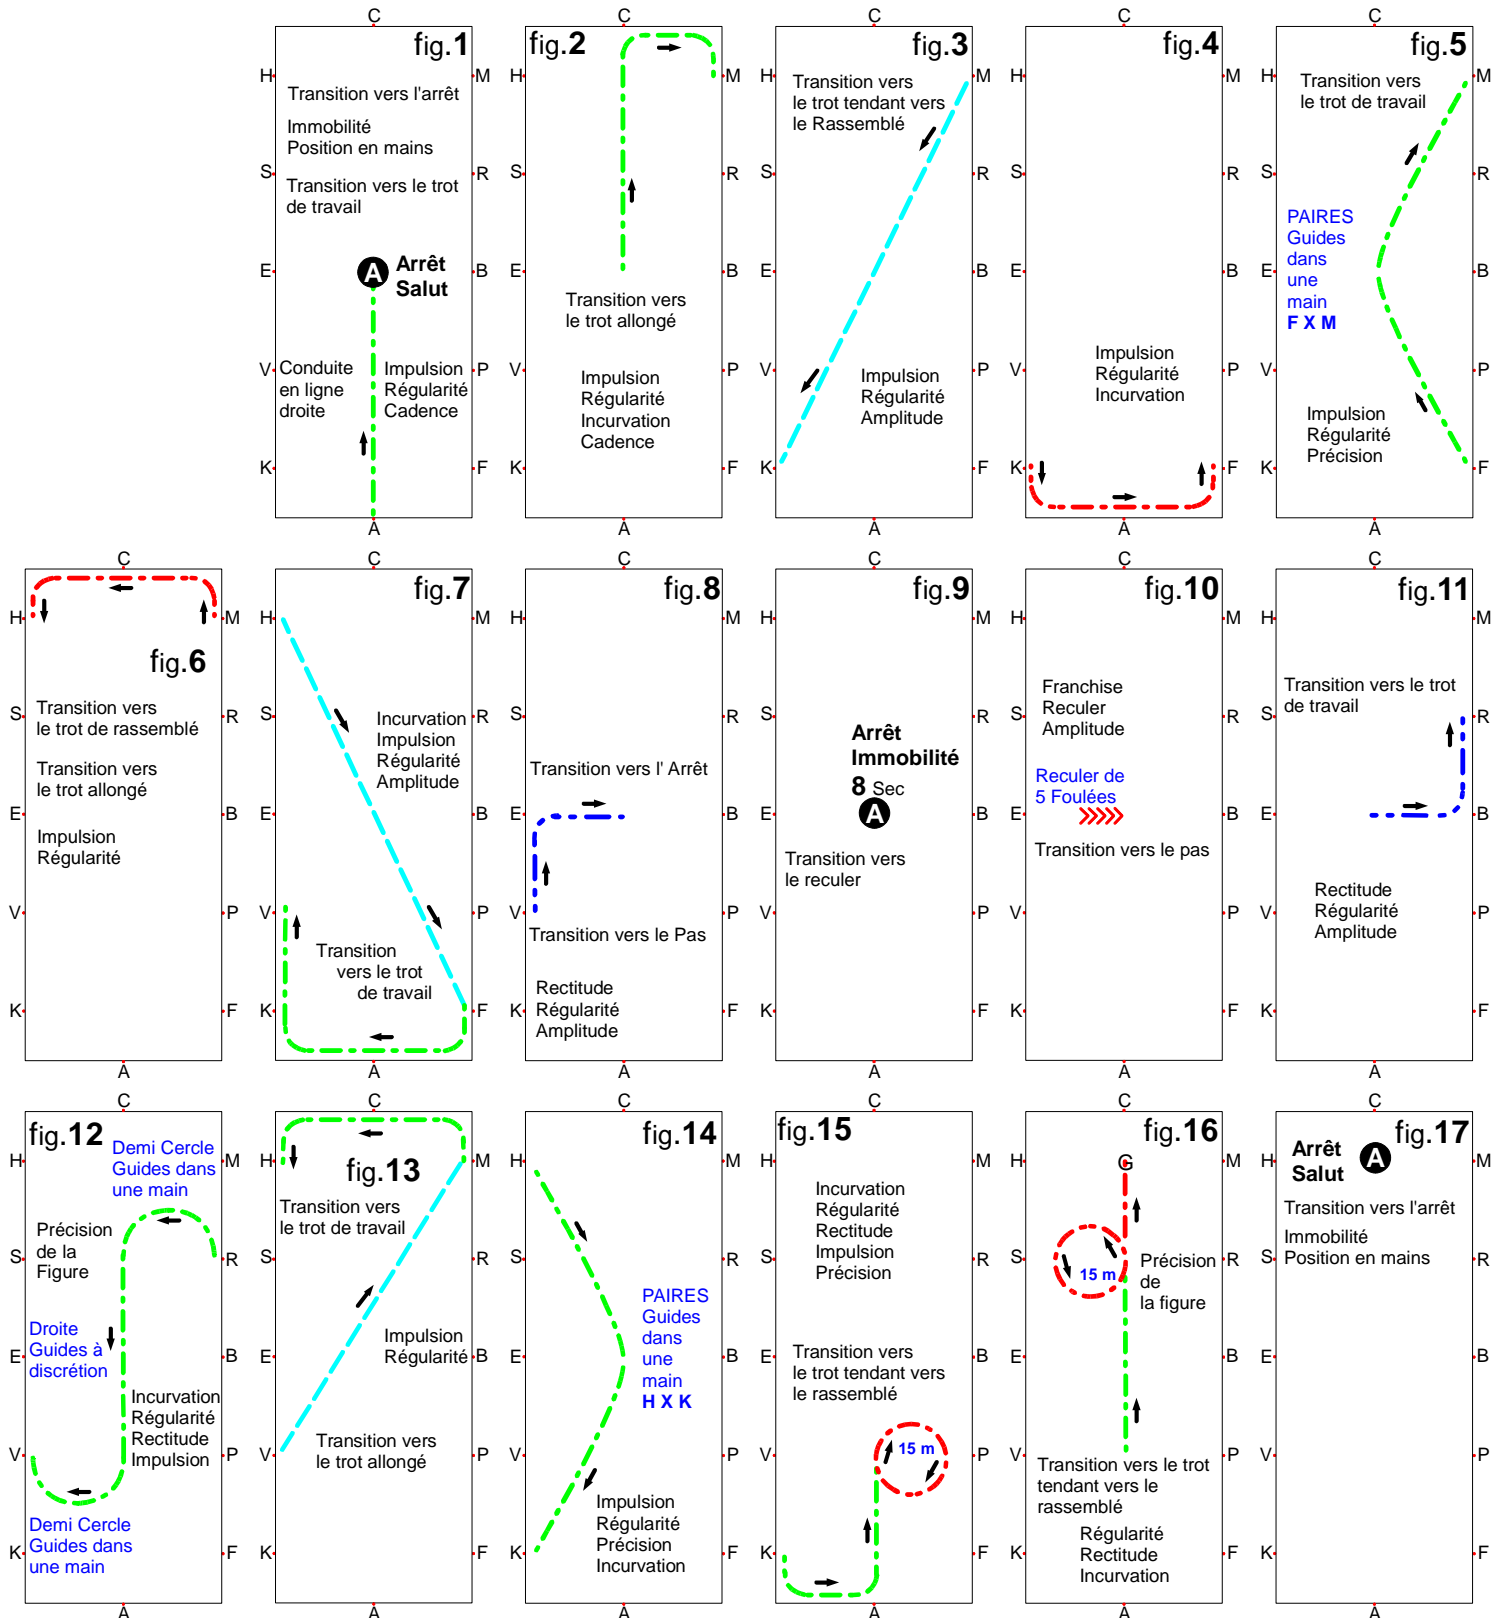 C
fig.1
H
M
Transition vers l'arrêt
Immobilité
Position en mains
S
R
Transition vers le trot
de travail
E
A
Arrêt
Salut
B
V
Conduite
en ligne
droite
Impulsion
Régularité
Cadence
P
K
F
A
C
fig.2
H
M
S
R
E
B
Transition vers
le trot allongé
V
P
Impulsion
Régularité
Incurvation
Cadence
K
F
A
C
fig.3
H
M
Transition vers
le trot tendant vers
le Rassemblé
S
R
E
B
V
P
Impulsion
Régularité
Amplitude
K
F
A
C
fig.4
H
M
S
R
E
B
Impulsion
Régularité
Incurvation
V
P
K
F
A
C
fig.5
H
M
Transition vers
le trot de travail
S
R
PAIRES
Guides
dans
une
main
F X M
E
B
V
P
Impulsion
Régularité
Précision
K
F
A
C
H
M
fig.6
S
R
Transition vers
le trot de rassemblé
Transition vers
le trot allongé
E
B
Impulsion
Régularité
V
P
K
F
A
C
fig.7
H
M
S
R
Incurvation
Impulsion
Régularité
Amplitude
E
B
V
P
Transition
vers le trot
de travail
K
F
A
C
fig.8
H
M
S
R
Transition vers l' Arrêt
E
B
V
P
Transition vers le Pas
Rectitude
Régularité
Amplitude
K
F
A
C
fig.9
H
M
S
R
Arrêt
Immobilité
8 Sec
E
A
B
Transition vers
le reculer
V
P
K
F
A
C
fig.10
H
M
Franchise
Reculer
Amplitude
S
R
Reculer de
5 Foulées
E
B
Transition vers le pas
V
P
K
F
A
C
fig.11
H
M
Transition vers le trot
de travail
S
R
E
B
Rectitude
Régularité
Amplitude
V
P
K
F
A
C
fig.12
Demi Cercle
Guides dans
une main
H
M
Précision
de la
Figure
S
R
Droite
Guides à
discrétion
E
B
Incurvation
Régularité
Rectitude
Impulsion
V
P
Demi Cercle
Guides dans
une main
K
F
A
C
H
M
fig.13
Transition vers
le trot de travail
S
R
Impulsion
Régularité
E
B
Transition vers
le trot allongé
V
P
K
F
A
C
fig.14
H
M
S
R
PAIRES
Guides
dans
une
main
H X K
E
B
V
P
Impulsion
Régularité
Précision
Incurvation
K
F
A
C
fig.15
H
M
Incurvation
Régularité
Rectitude
Impulsion
Précision
S
R
Transition vers
le trot tendant vers
le rassemblé
E
B
15 m
V
P
K
F
A
C
fig.16
H
G
M
S
R
15 m
Précision
de
la figure
E
B
V
P
Transition vers le trot
tendant vers le
rassemblé
Régularité
Rectitude
Incurvation
K
F
A
C
fig.17
H
M
Arrêt
Salut
A
Transition vers l'arrêt
Immobilité
Position en mains
S
R
E
B
V
P
K
F
A